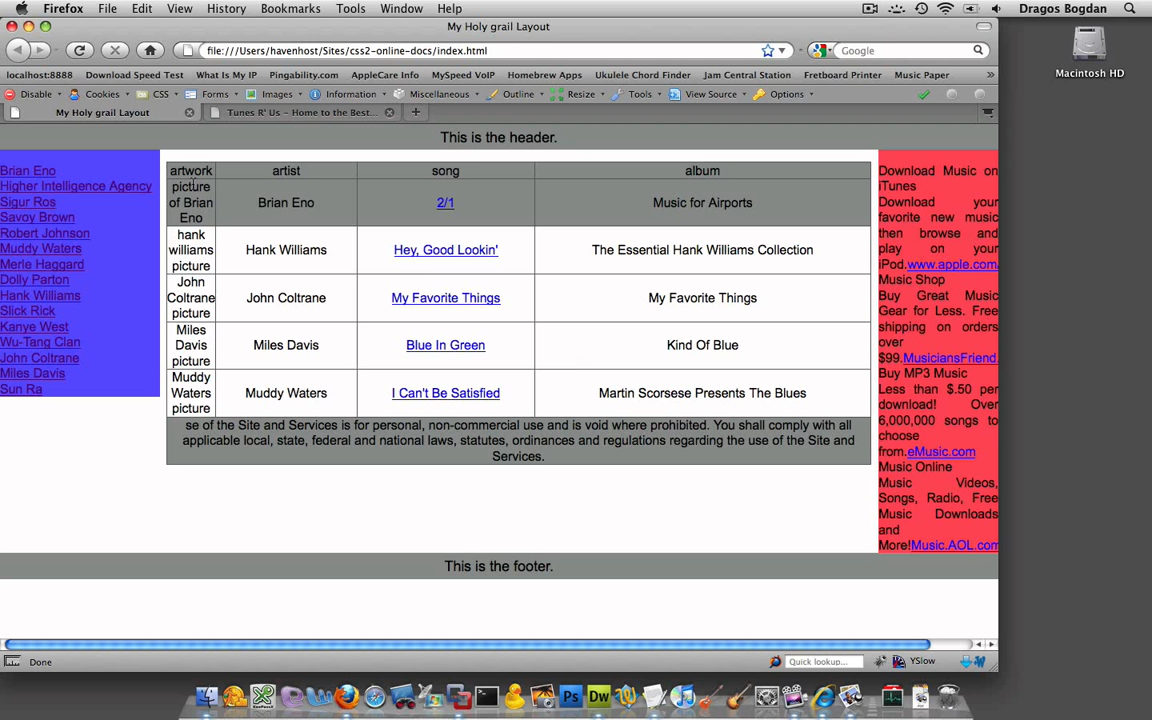 Firefox File Edit View History Bookmarks Tools Window Help Dragos Bogdan
My Holy grail Layout
file:///Users/havenhost/Sites/css2-online-docs/index.html Google
localhost:8888 Download Speed Test What Is My IP Pingability.com AppleCare Info MySpeed VoIP Homebrew Apps Ukulele Chord Finder Jam Central Station Fretboard Printer Music Paper »
Disable Cookies CSS Forms Images Information Miscellaneous Outline Resize Tools View Source Options
My Holy grail Layout Tunes R' Us – Home to the Best...
Macintosh HD
This is the header.
Brian Eno
Higher Intelligence Agency
Sigur Ros
Savoy Brown
Robert Johnson
Muddy Waters
Merle Haggard
Dolly Parton
Hank Williams
Slick Rick
Kanye West
Wu-Tang Clan
John Coltrane
Miles Davis
Sun Ra
artwork artist song album
picture
of Brian
Eno
Brian Eno 2/1 Music for Airports
hank
williams
picture
Hank Williams Hey, Good Lookin' The Essential Hank Williams Collection
John
Coltrane
picture
John Coltrane My Favorite Things My Favorite Things
Miles
Davis
picture
Miles Davis Blue In Green Kind Of Blue
Muddy
Waters
picture
Muddy Waters I Can't Be Satisfied Martin Scorsese Presents The Blues
se of the Site and Services is for personal, non-commercial use and is void where prohibited. You shall comply with all
applicable local, state, federal and national laws, statutes, ordinances and regulations regarding the use of the Site and
Services.
Download Music on
iTunes
Download your
favorite new music
then browse and
play on your
iPod.www.apple.com/
Music Shop
Buy Great Music
Gear for Less. Free
shipping on orders
over
$99.MusiciansFriend.
Buy MP3 Music
Less than $.50 per
download! Over
6,000,000 songs to
choose
from.eMusic.com
Music Online
Music Videos,
Songs, Radio, Free
Music Downloads
and
More!Music.AOL.com
This is the footer.
Done Quick lookup... YSlow
Ps Dw